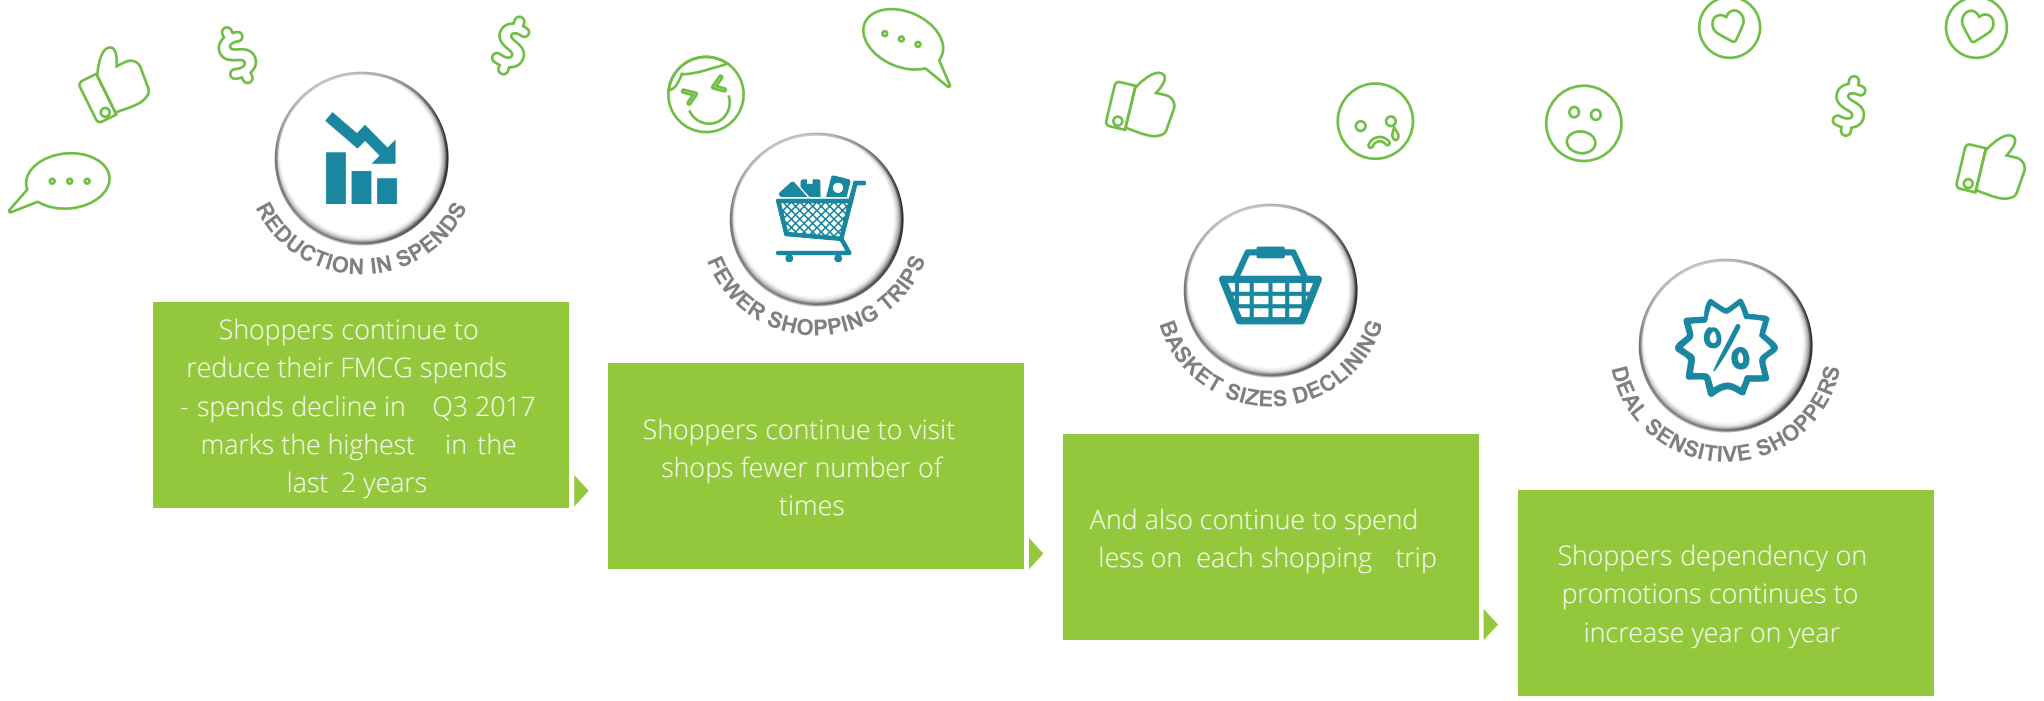 REDUCTION IN SPENDS
Shoppers continue to
reduce their FMCG spends
- spends decline in Q3 2017
marks the highest in the
last 2 years
FEWER SHOPPING TRIPS
Shoppers continue to visit
shops fewer number of
times
BASKET SIZES DECLINING
And also continue to spend
less on each shopping trip
DEAL SENSITIVE SHOPPERS
Shoppers dependency on
promotions continues to
increase year on year